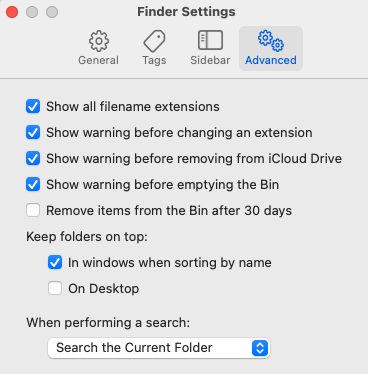 Finder Settings
General
Tags
Sidebar
Advanced
Show all filename extensions
Show warning before changing an extension
Show warning before removing from iCloud Drive
Show warning before emptying the Bin
Remove items from the Bin after 30 days
Keep folders on top:
In windows when sorting by name
On Desktop
When performing a search:
Search the Current Folder